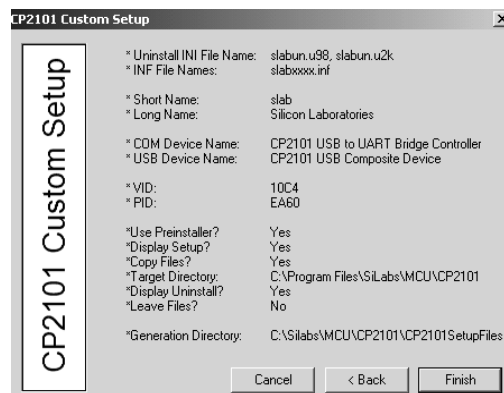 CP2101 Custom Setup
CP2101 Custom Setup
* Uninstall INI File Name: slabun.u98, slabun.u2k
* INF File Names: slabxxxx.inf
* Short Name: slab
* Long Name: Silicon Laboratories
* COM Device Name: CP2101 USB to UART Bridge Controller
* USB Device Name: CP2101 USB Composite Device
* VID: 10C4
* PID: EA60
*Use Preinstaller? Yes
*Display Setup? Yes
*Copy Files? Yes
*Target Directory: C:\Program Files\SiLabs\MCU\CP2101
*Display Uninstall? Yes
*Leave Files? No
*Generation Directory: C:\Silabs\MCU\CP2101\CP2101SetupFiles
Cancel < Back Finish